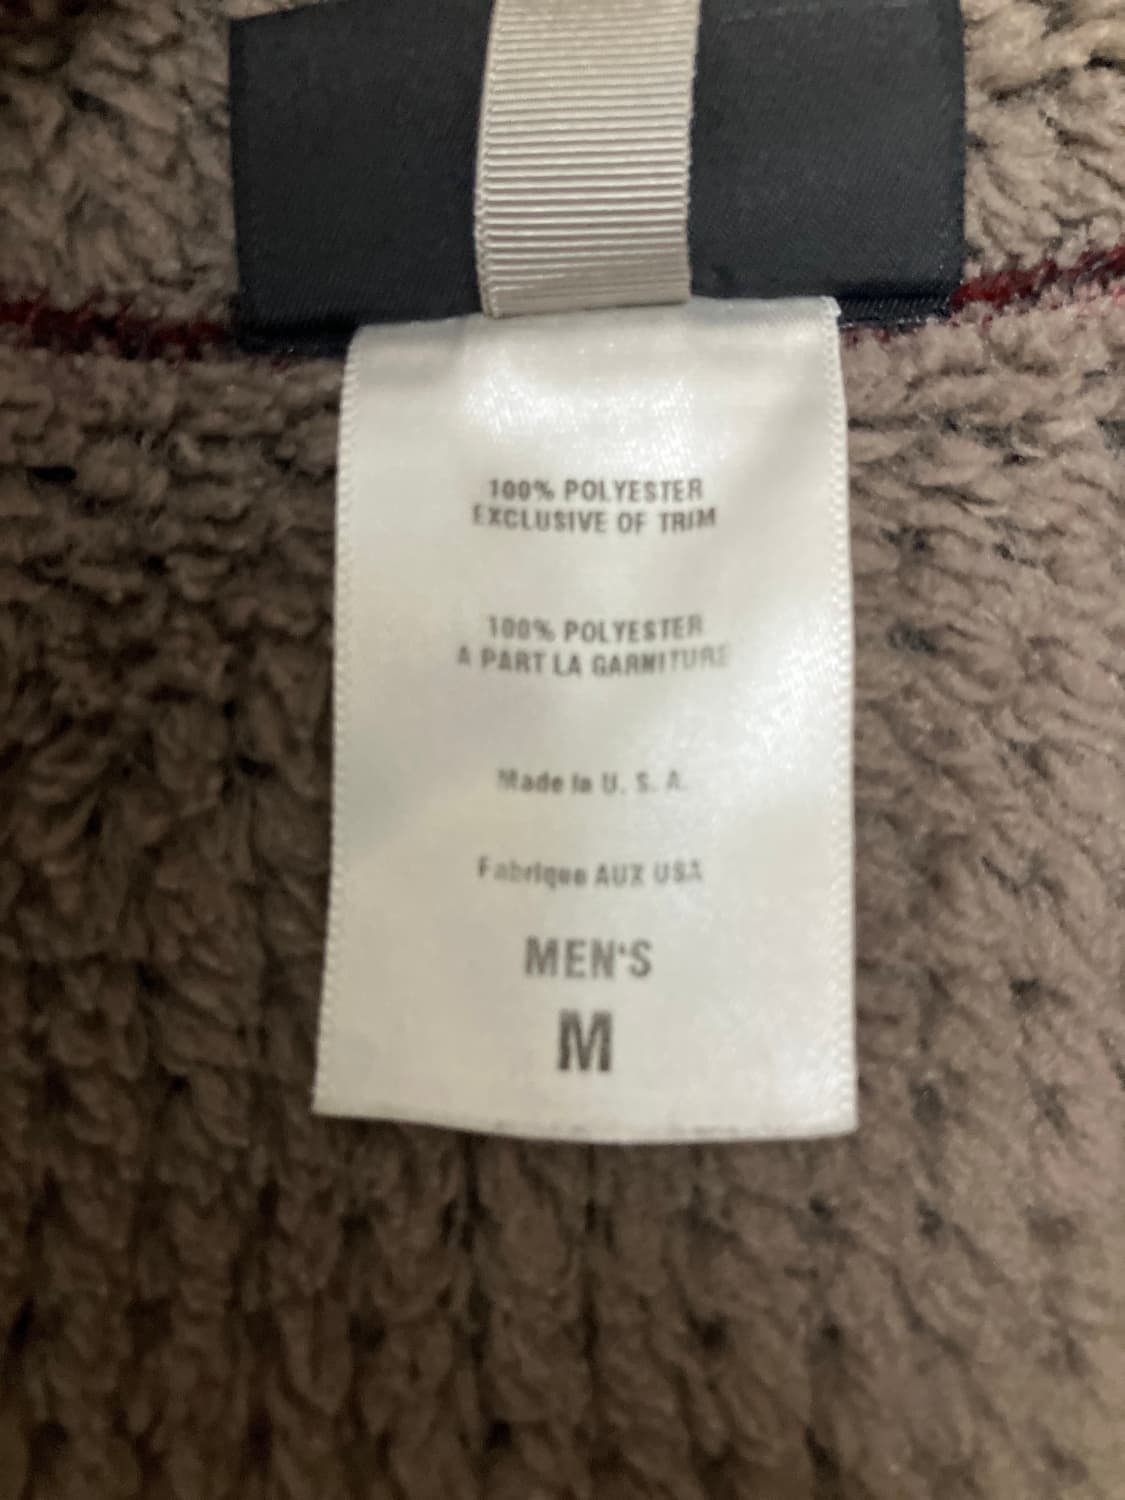 100% POLYESTER
EXCLUSIVE OF TRIM
100% POLYESTER
A PART LA GARNITURE
Made In U. S. A.
Fabrique AUX USA
MEN'S
M